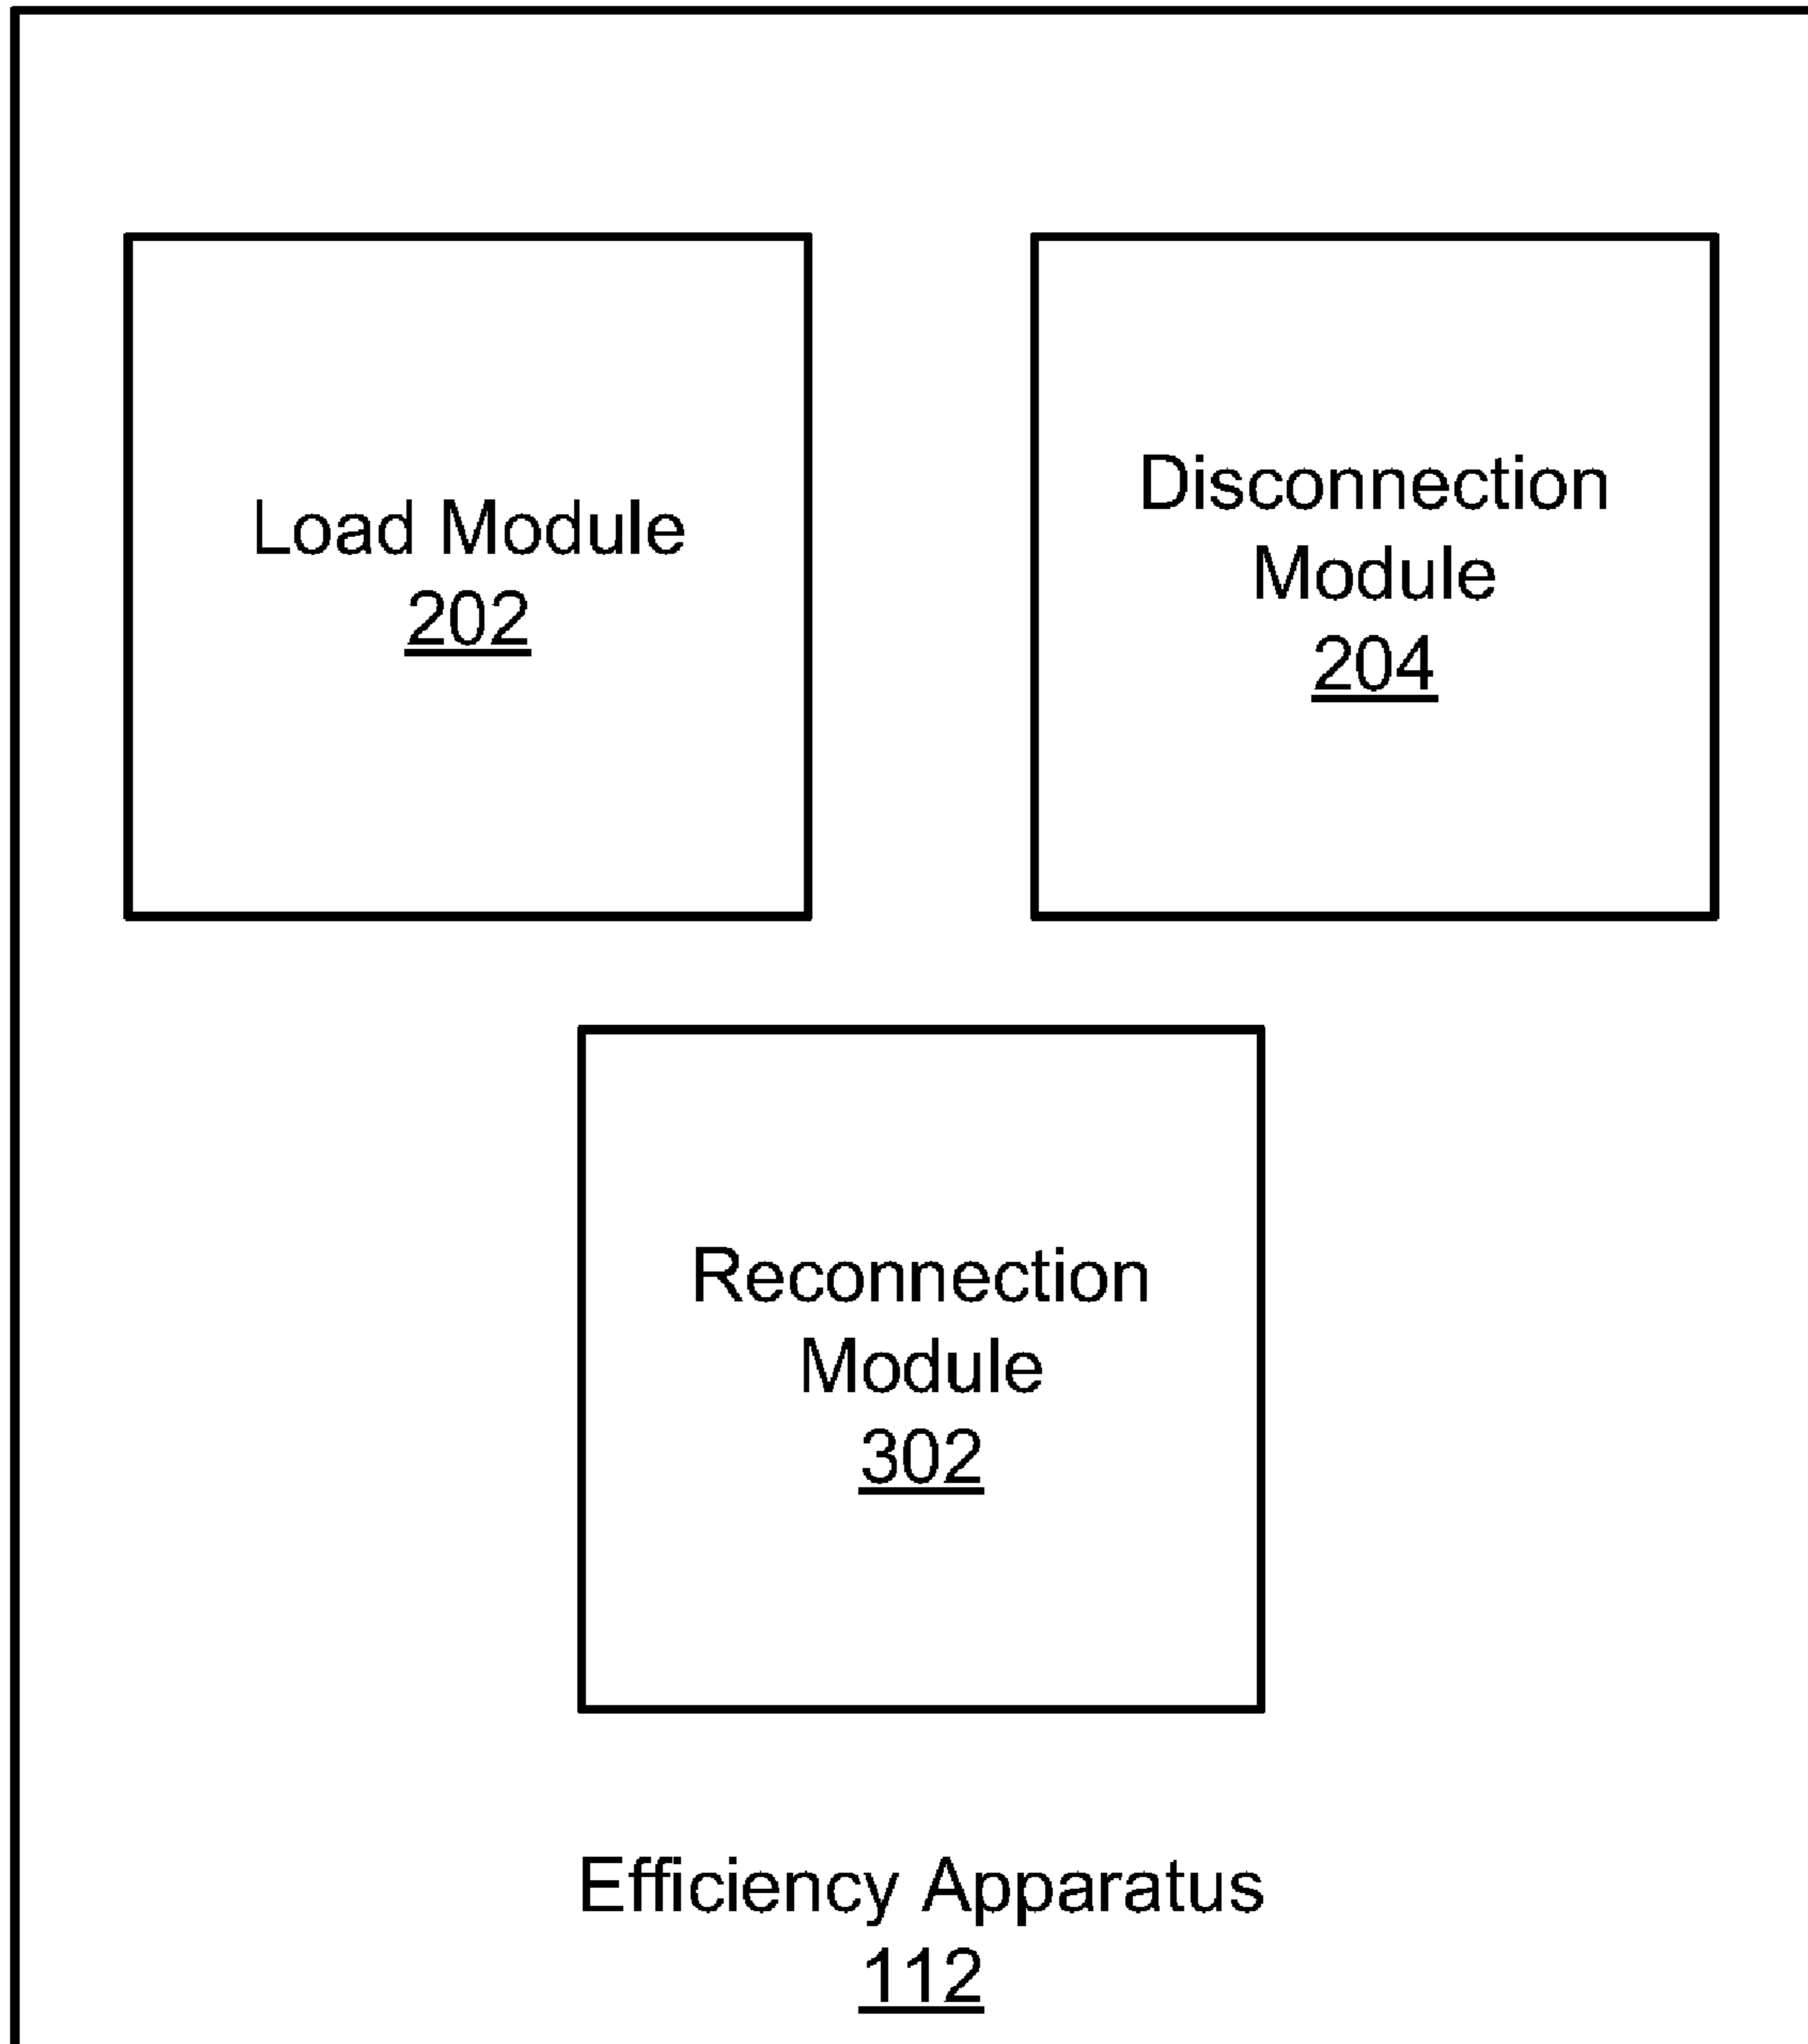 Load Module
202
Disconnection
Module
204
Reconnection
Module
302
Efficiency Apparatus
112